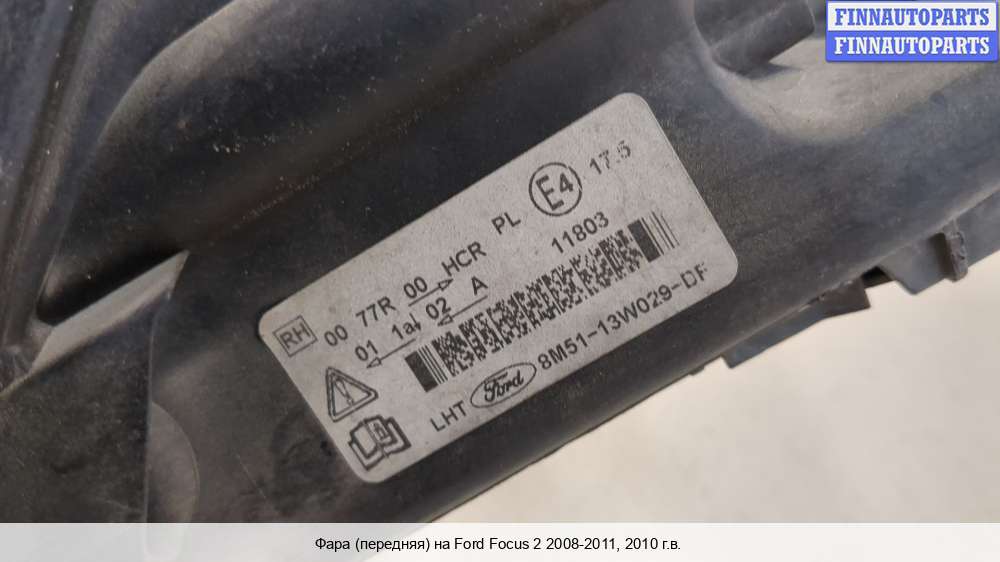 FINNAUTOPARTS
FINNAUTOPARTS
RH 00 77R 00 HCR PL E4 17.5
01 1a, 02 A 11803
LHT Ford 8M51-13W029-DF
Фара (передняя) на Ford Focus 2 2008-2011, 2010 г.в.